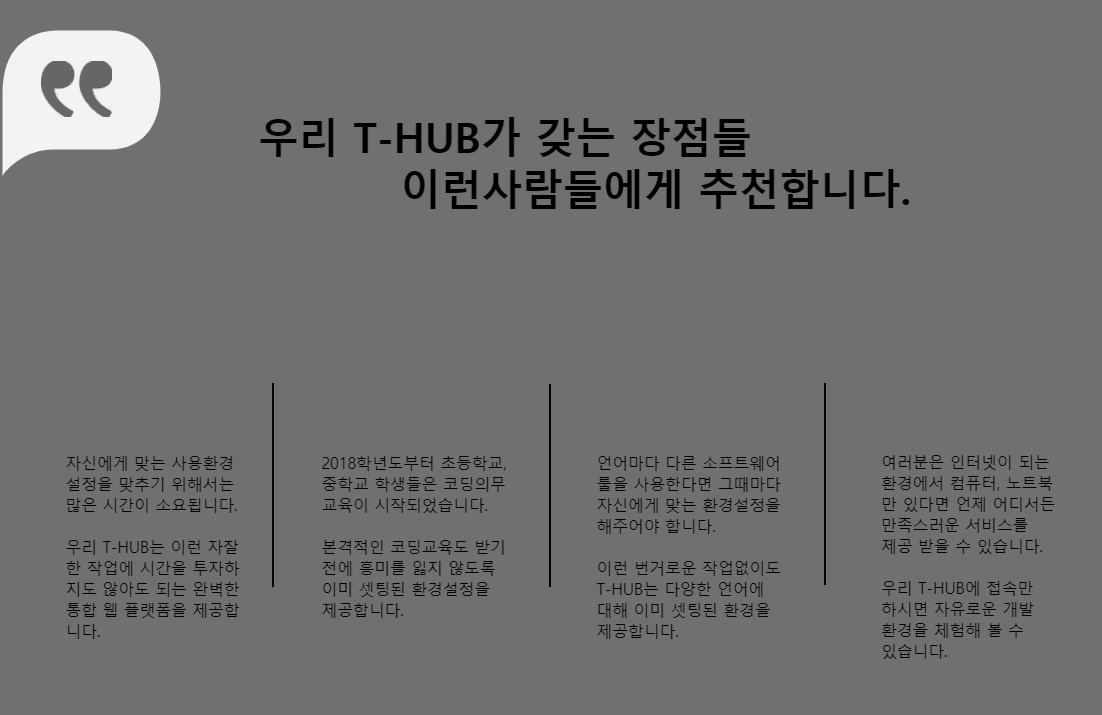 우리 T-HUB가 갖는 장점들
이런사람들에게 추천합니다.
자신에게 맞는 사용환경
설정을 맞추기 위해서는
많은 시간이 소요됩니다.
우리 T-HUB는 이런 자잘
한 작업에 시간을 투자하
지도 않아도 되는 완벽한
통합 웹 플랫폼을 제공합
니다.
2018학년도부터 초등학교,
중학교 학생들은 코딩의무
교육이 시작되었습니다.
본격적인 코딩교육도 받기
전에 흥미를 잃지 않도록
이미 셋팅된 환경설정을
제공합니다.
언어마다 다른 소프트웨어
툴을 사용한다면 그때마다
자신에게 맞는 환경설정을
해주어야 합니다.
이런 번거로운 작업없이도
T-HUB는 다양한 언어에
대해 이미 셋팅된 환경을
제공합니다.
여러분은 인터넷이 되는
환경에서 컴퓨터, 노트북
만 있다면 언제 어디서든
만족스러운 서비스를
제공 받을 수 있습니다.
우리 T-HUB에 접속만
하시면 자유로운 개발
환경을 체험해 볼 수
있습니다.